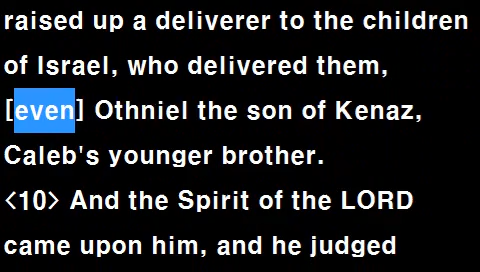 raised up a deliverer to the children
of Israel, who delivered them,
[even] Othniel the son of Kenaz,
Caleb's younger brother.
<10> And the Spirit of the LORD
came upon him, and he judged